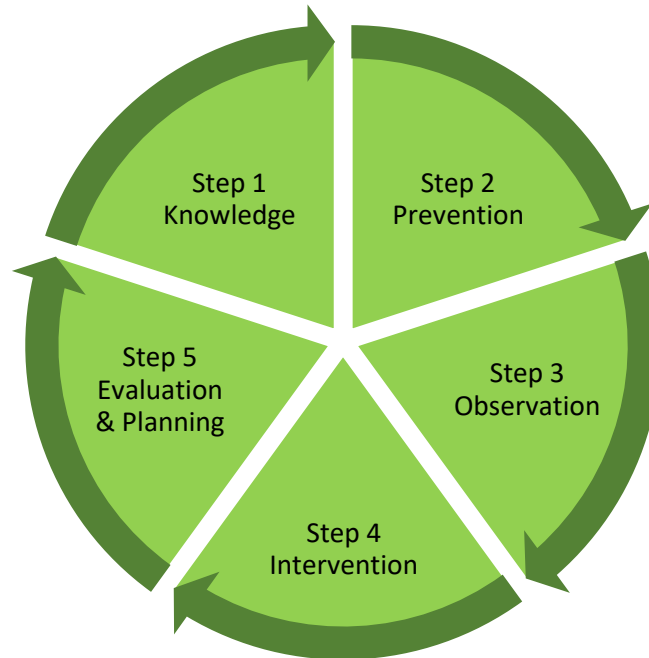 Step 1
Knowledge
Step 2
Prevention
Step 3
Observation
Step 4
Intervention
Step 5
Evaluation
& Planning